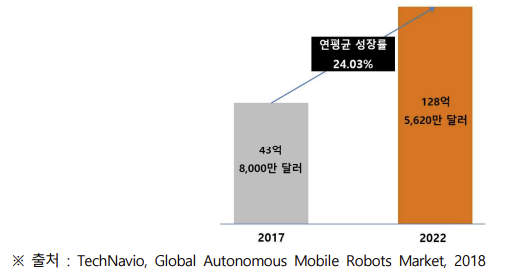 연평균 성장률
24.03%
128억
5,620만 달러
43억
8,000만 달러
2017
2022
※ 출처 : TechNavio, Global Autonomous Mobile Robots Market, 2018